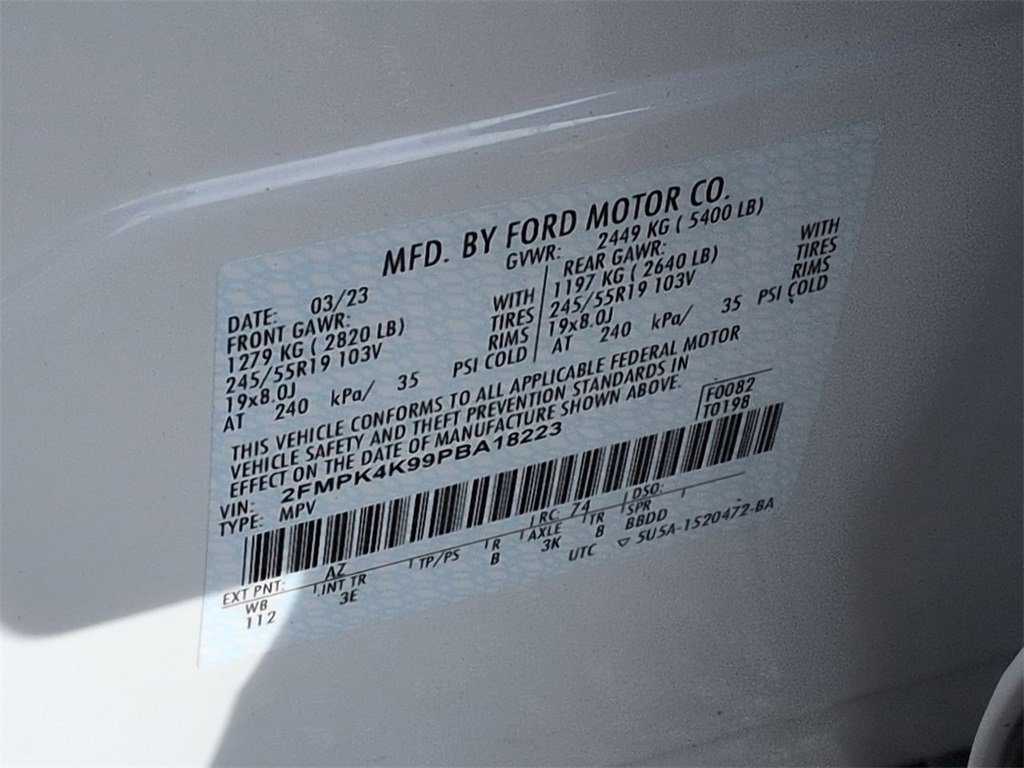 MFD. BY FORD MOTOR CO.
DATE: 03/23 GVWR: 2449 KG ( 5400 LB)
FRONT GAWR: WITH REAR GAWR: WITH
1279 KG ( 2820 LB) TIRES 1197 KG ( 2640 LB) TIRES
245/55R19 103V RIMS 245/55R19 103V RIMS
19x8.0J PSI COLD 19x8.0J PSI COLD
AT 240 kPa/ 35 AT 240 kPa/ 35
THIS VEHICLE CONFORMS TO ALL APPLICABLE FEDERAL MOTOR
VEHICLE SAFETY AND THEFT PREVENTION STANDARDS IN
EFFECT ON THE DATE OF MANUFACTURE SHOWN ABOVE.
VIN: 2FMPK4K99PBA18223 F0082
TYPE: MPV T0198
EXT PNT: AZ RC: 74 DSO:
WB INT TR TP/PS R AXLE TR SPR
112 3E B 3K 8 BBDD
UTC ▽ 5U5A-1520472-BA